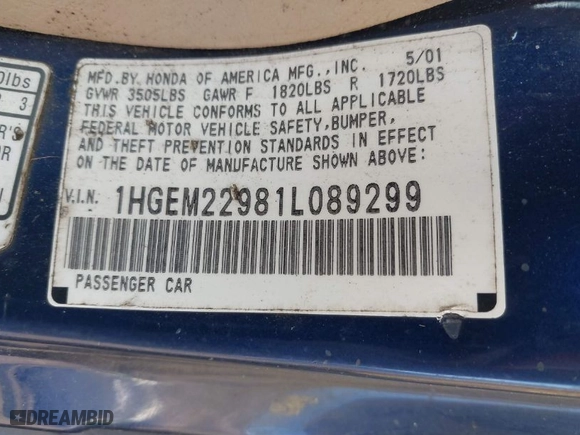 MFD.BY. HONDA OF AMERICA MFG.,INC. 5/01
GVWR 3505LBS GAWR F 1820LBS R 1720LBS
THIS VEHICLE CONFORMS TO ALL APPLICABLE
FEDERAL MOTOR VEHICLE SAFETY,BUMPER,
AND THEFT PREVENTION STANDARDS IN EFFECT
ON THE DATE OF MANUFACTURE SHOWN ABOVE:
V.I.N. 1HGEM22981L089299
PASSENGER CAR
lbs
3
R'S
DREAMBID